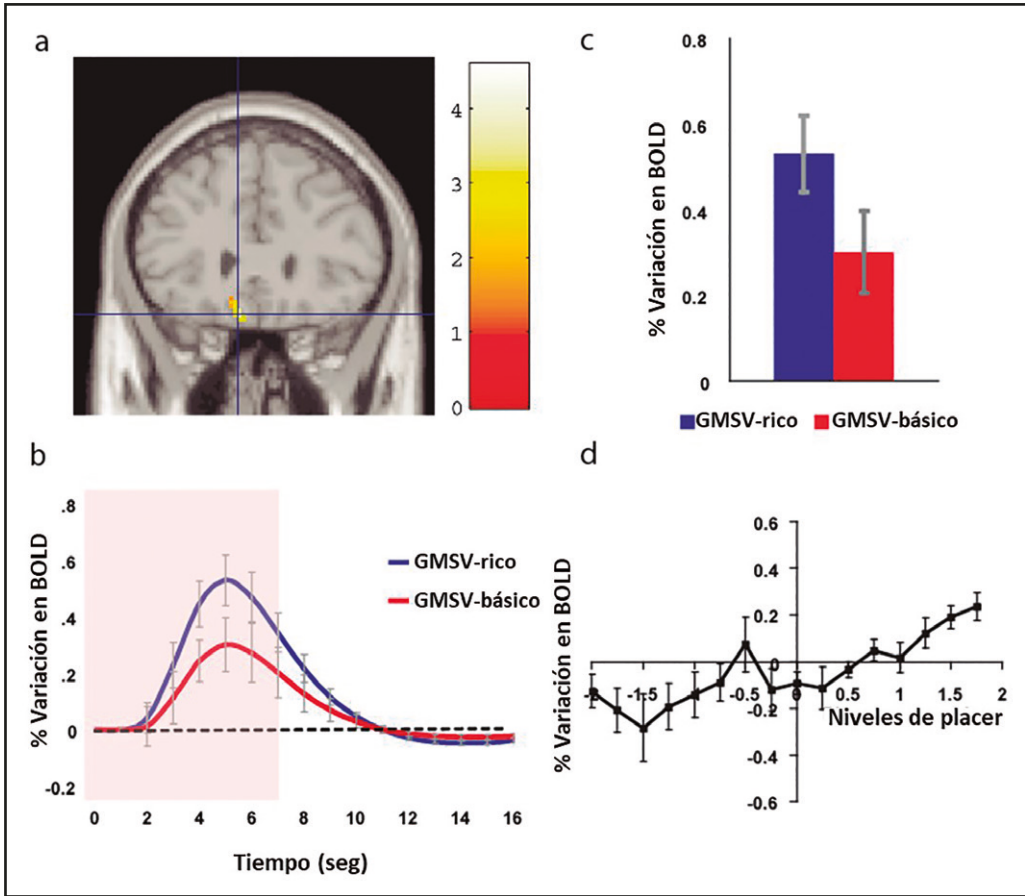 a
4
3
2
1
0
c
0.8
0.6
0.4
0.2
0
% Variación en BOLD
GMSV-rico GMSV-básico
b
.8
.6
.4
.2
0
-0.2
% Variación en BOLD
GMSV-rico
GMSV-básico
0 2 4 6 8 10 12 14 16
Tiempo (seg)
d
0.6
0.4
0.2
0
-0.2
-0.4
-0.6
% Variación en BOLD
-1.5 -0.5 0 0.5 1 1.5 2
Niveles de placer